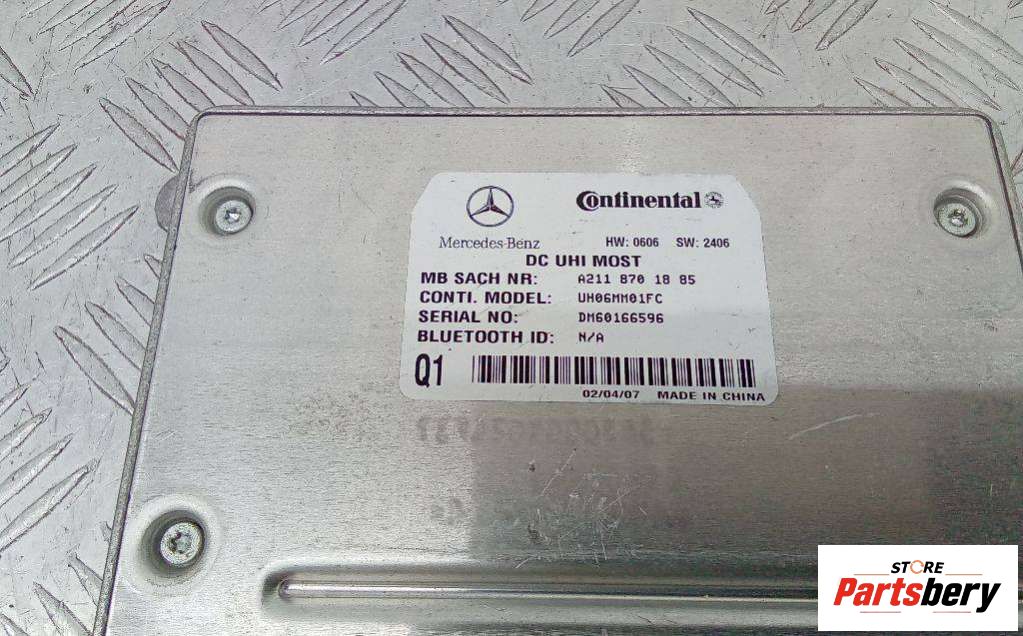 Continental
Mercedes-Benz
HW: 0606 SW: 2406
DC UHI MOST
MB SACH NR: A211 870 18 85
CONTI. MODEL: UH06MM01FC
SERIAL NO: DM60166596
BLUETOOTH ID: N/A
Q1
02/04/07 MADE IN CHINA
STORE
Partsbery